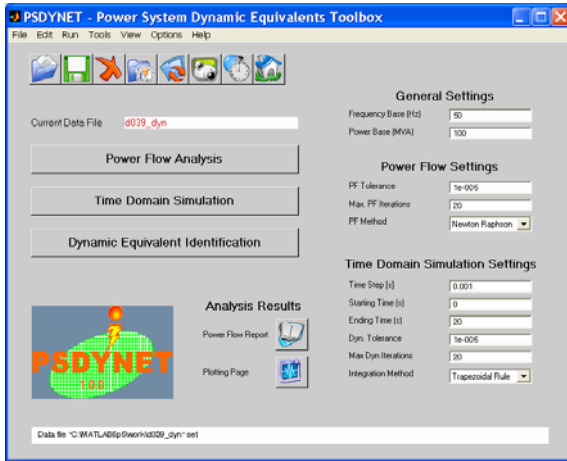 PSDYNET - Power System Dynamic Equivalents Toolbox
File Edit Run Tools View Options Help
Current Data File d039_dyn
Power Flow Analysis
Time Domain Simulation
Dynamic Equivalent Identification
PSDYNET
1.0.0
Analysis Results
Power Flow Report
Plotting Page
General Settings
Frequency Base (Hz) 50
Power Base (MVA) 100
Power Flow Settings
PF Tolerance 1e-005
Max. PF Iterations 20
PF Method Newton Raphson
Time Domain Simulation Settings
Time Step (s) 0.001
Starting Time (s) 0
Ending Time (s) 20
Dyn. Tolerance 1e-005
Max Dyn Iterations 20
Integration Method Trapezoidal Rule
Data file "C:\MATLAB6p5\work\d039_dyn" set